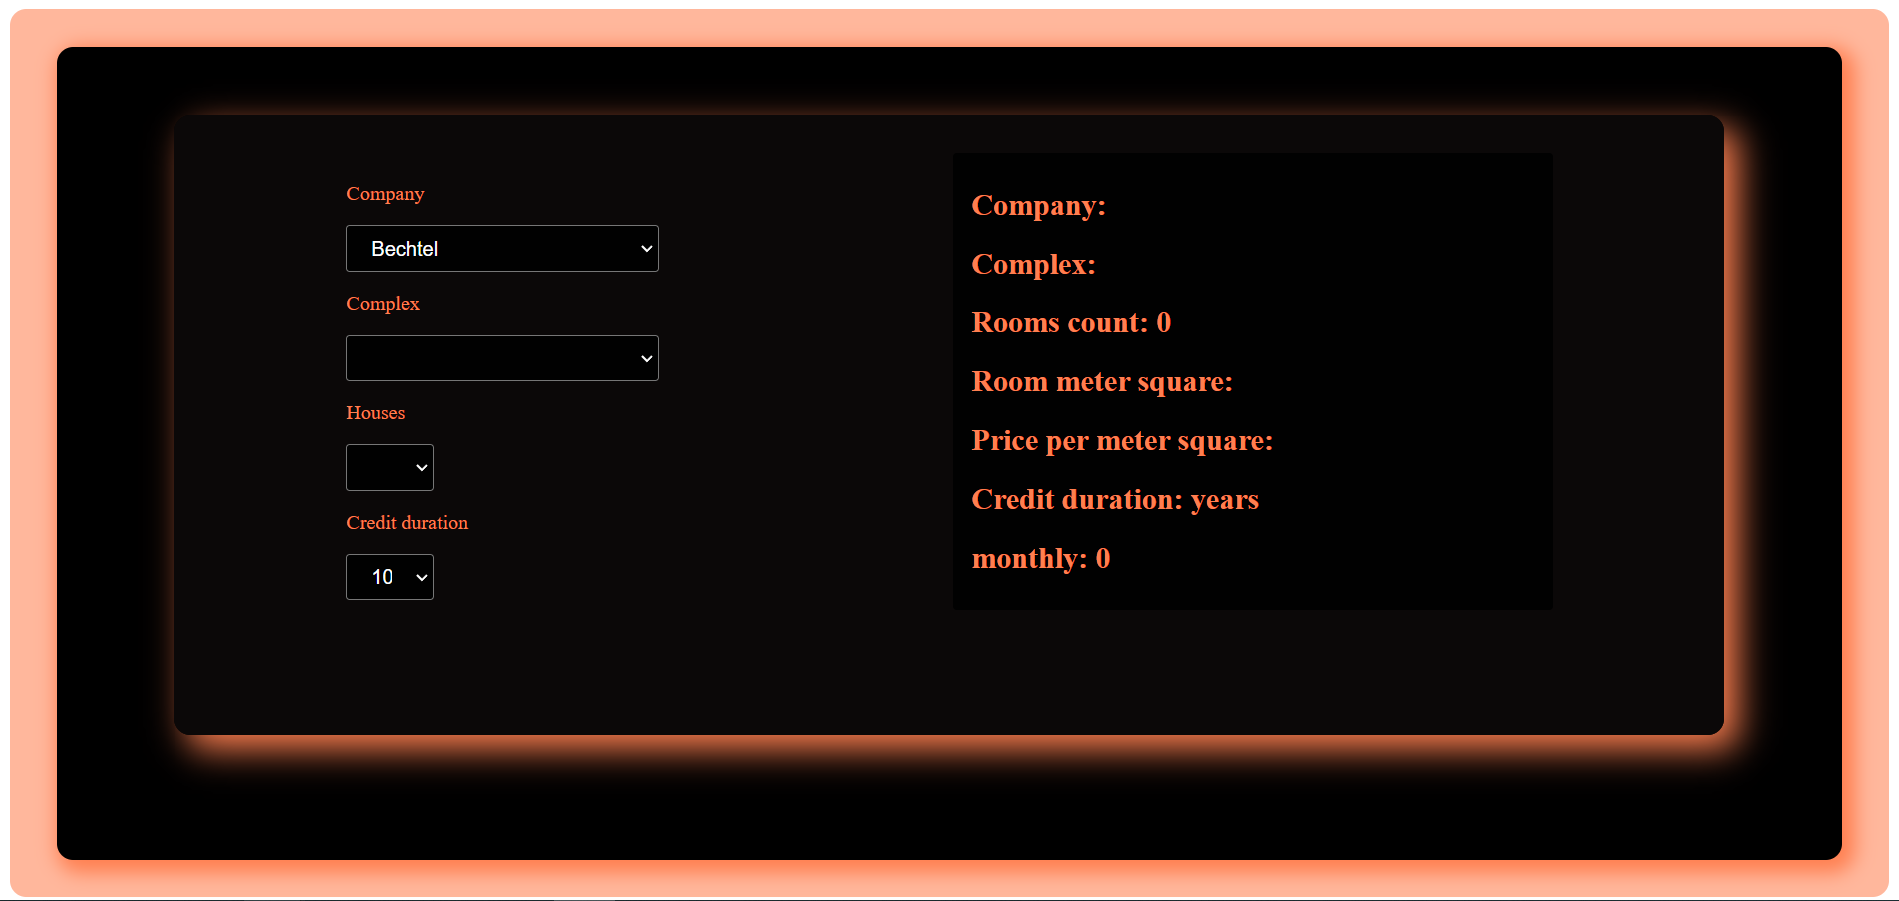 Company
Bechtel
Complex
Houses
Credit duration
10
Company:
Complex:
Rooms count: 0
Room meter square:
Price per meter square:
Credit duration: years
monthly: 0